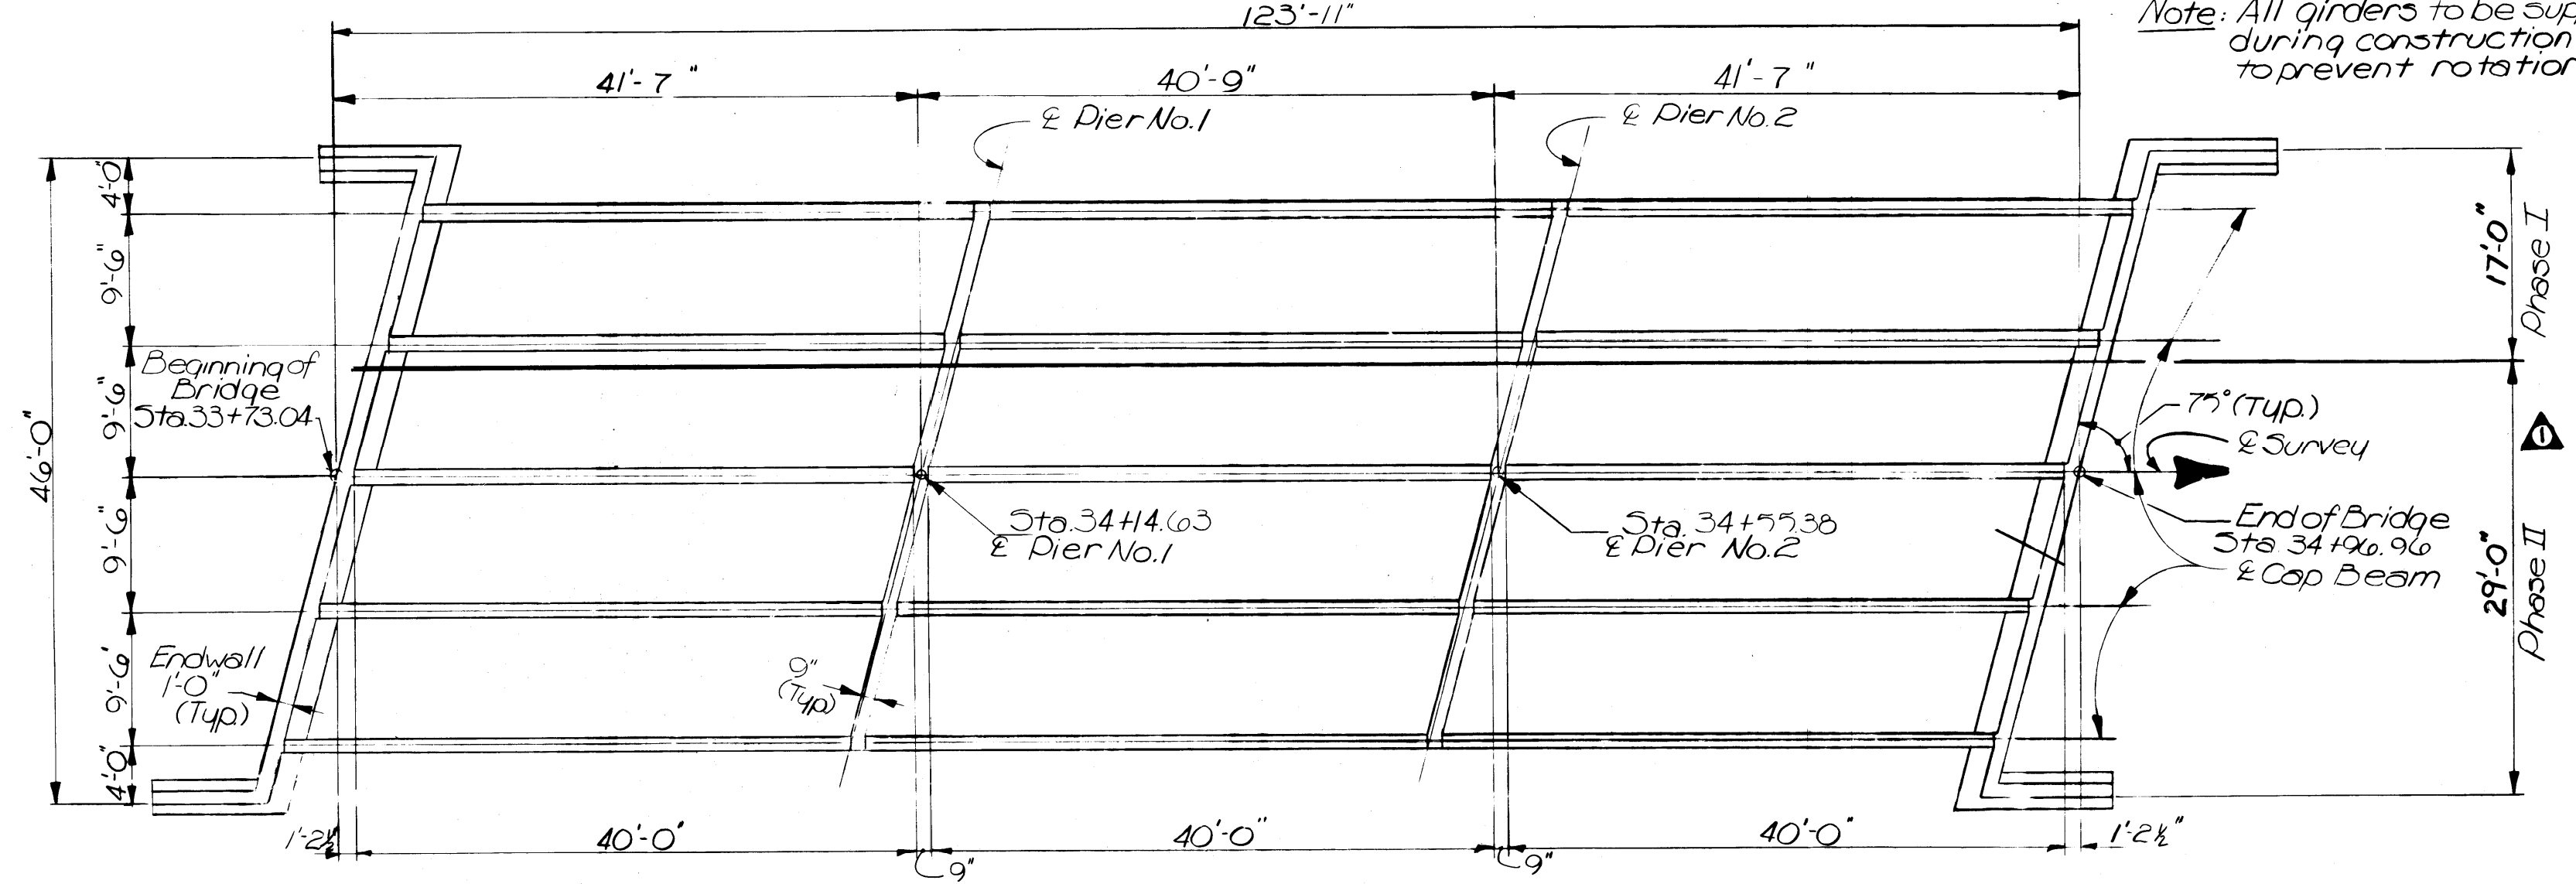 123'-11"
Note: All girders to be
during construction
to prevent
41'-7"
40'-9"
41'-7"
℄ Pier No.1
℄ Pier No.2
4'-0"
9'-6"
9'-6"
9'-6"
9'-6'
4'-0"
46'-0"
Beginning of
Bridge
Sta.33+73.04
17'-0"
Phase I
75° (Typ.)
℄ Survey
1
Sta.34+14.63
℄ Pier No.1
Sta. 34+55.38
℄ Pier No.2
End of Bridge
Sta. 34+96.96
℄ Cap Beam
29'-0"
Phase II
Endwall
1'-0"
(Typ.)
9"
(Typ.)
1'-2½"
40'-0"
9"
40'-0"
9"
40'-0"
1'-2½"